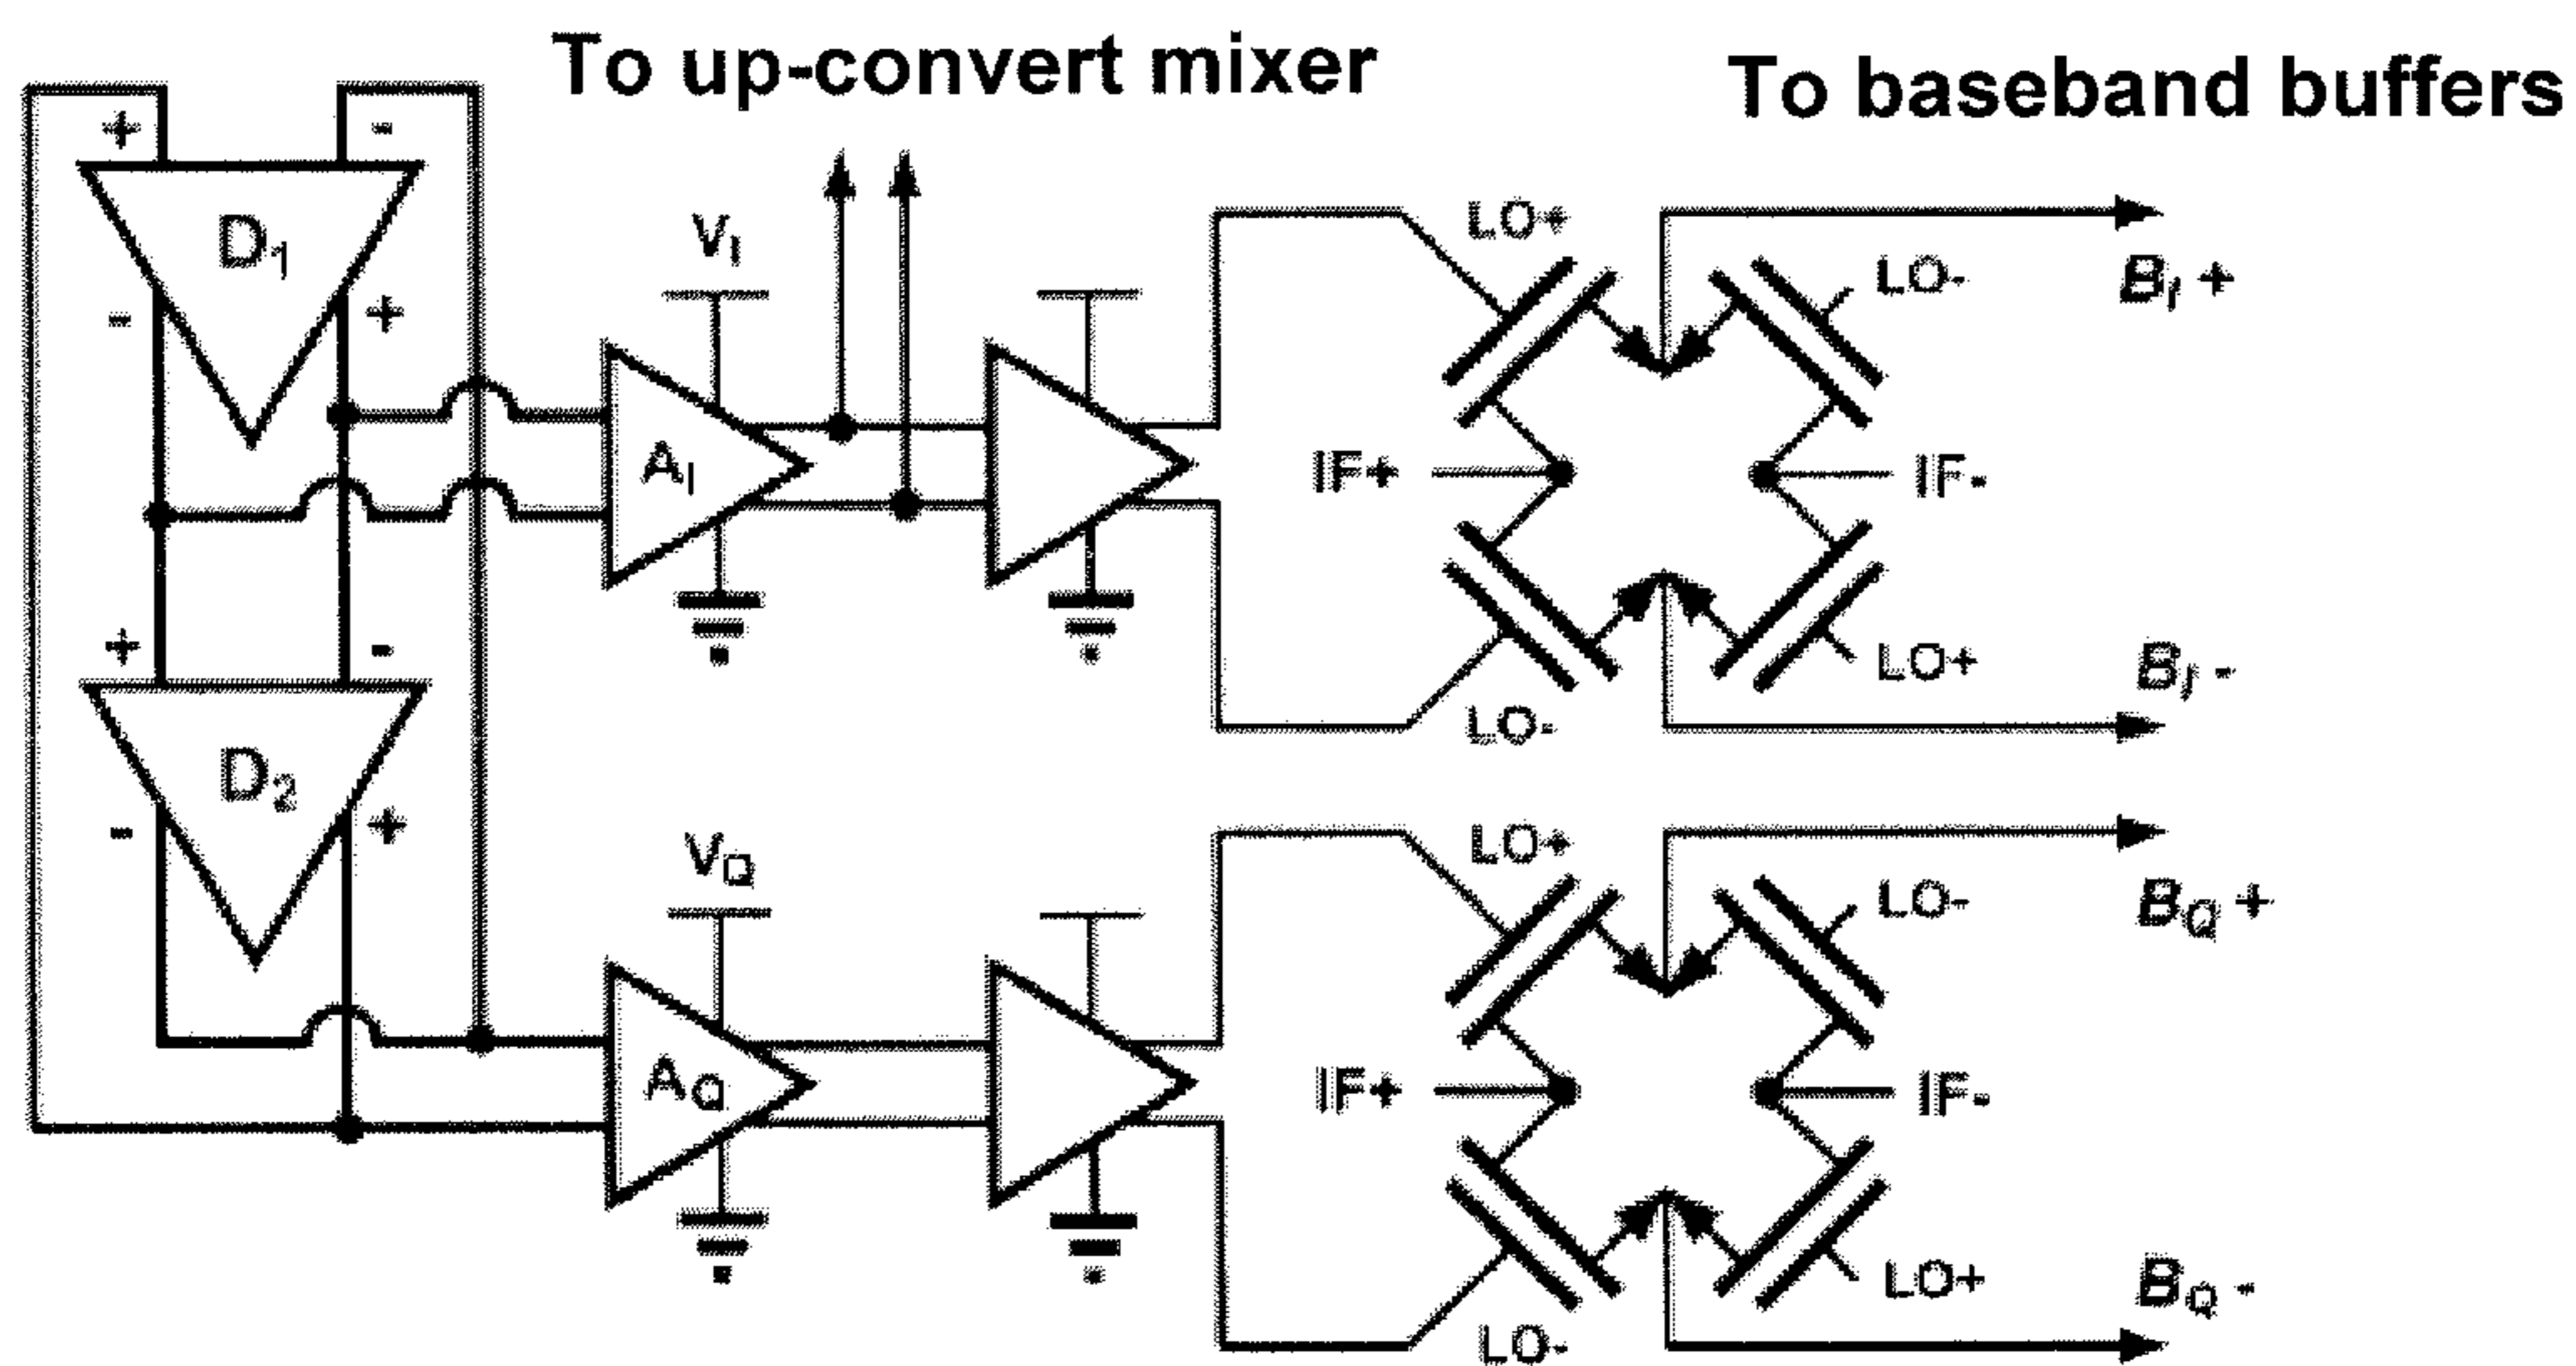 To up-convert mixer
To baseband buffers
+ -
D1
- +
VI
AI
LO+
LO-
BI +
IF+
IF-
LO-
LO+
BI -
+ -
D2
- +
VQ
AQ
LO+
LO-
BQ +
IF+
IF-
LO-
LO+
BQ -